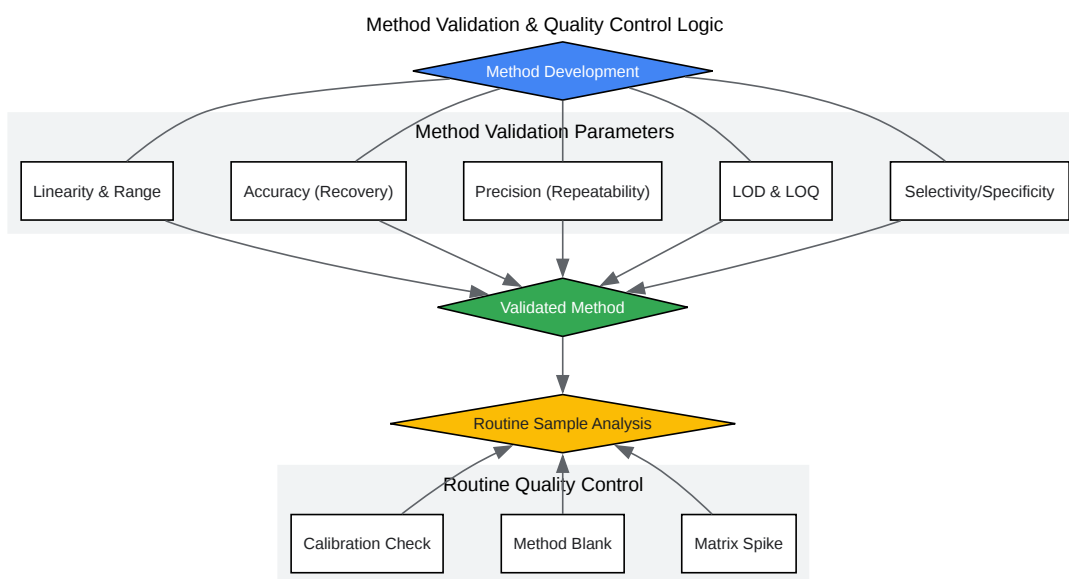 Method Validation & Quality Control Logic
Method Development
Method Validation Parameters
Linearity & Range
Accuracy (Recovery)
Precision (Repeatability)
LOD & LOQ
Selectivity/Specificity
Validated Method
Routine Sample Analysis
Routine Quality Control
Calibration Check
Method Blank
Matrix Spike